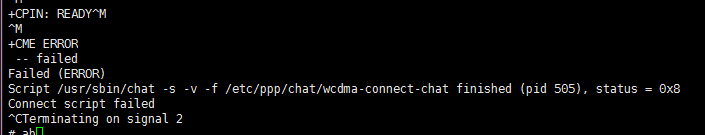 +CPIN: READY^M
^M
+CME ERROR
-- failed
Failed (ERROR)
Script /usr/sbin/chat -s -v -f /etc/ppp/chat/wcdma-connect-chat finished (pid 505), status = 0x8
Connect script failed
^CTerminating on signal 2
# ab